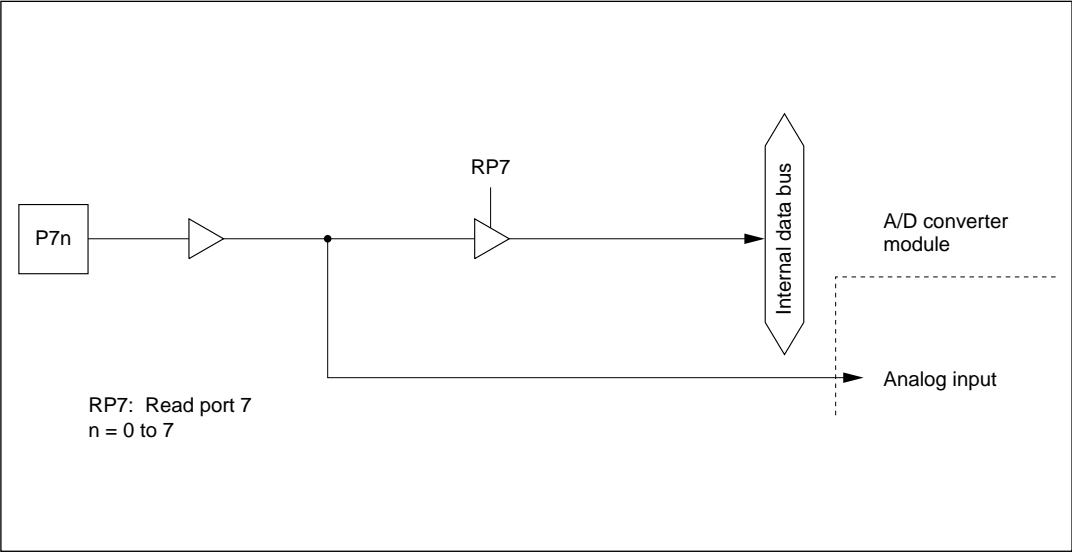 RP7
P7n
Internal data bus
A/D converter
module
Analog input
RP7: Read port 7
n = 0 to 7